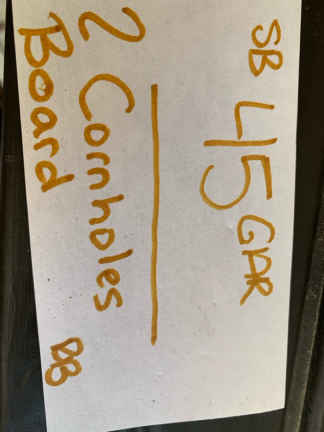 SB 45 GAR
2 Cornholes
Board BB